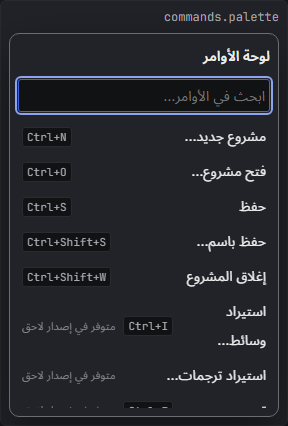 commands.palette
لوحة الأوامر
ابحث في الأوامر...
مشروع جديد... Ctrl+N
فتح مشروع... Ctrl+O
حفظ Ctrl+S
حفظ باسم... Ctrl+Shift+S
إغلاق المشروع Ctrl+Shift+W
استيراد
وسائط... Ctrl+I متوفر في إصدار لاحق
استيراد ترجمات... متوفر في إصدار لاحق